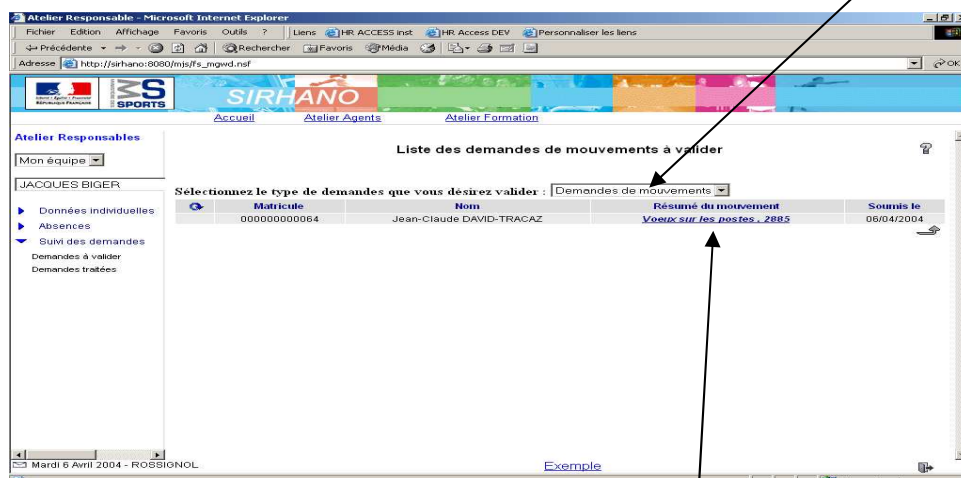 Atelier Responsable - Microsoft Internet Explorer
Fichier Edition Affichage Favoris Outils ? Liens HR ACCESS inst HR Access DEV Personnaliser les liens
Précédente Rechercher Favoris Média
Adresse http://sirhano:8080/mjs/fs_mgwd.nsf OK
RÉPUBLIQUE FRANÇAISE
SPORTS
SIRHANO
Accueil Atelier Agents Atelier Formation
Atelier Responsables
Liste des demandes de mouvements à valider
Mon équipe
JACQUES BIGER
Sélectionnez le type de demandes que vous désirez valider : Demandes de mouvements
Matricule Nom Résumé du mouvement Soumis le
000000000064 Jean-Claude DAVID-TRACAZ Voeux sur les postes , 2885 06/04/2004
Données individuelles
Absences
Suivi des demandes
Demandes à valider
Demandes traitées
Mardi 6 Avril 2004 - ROSSIGNOL
Exemple